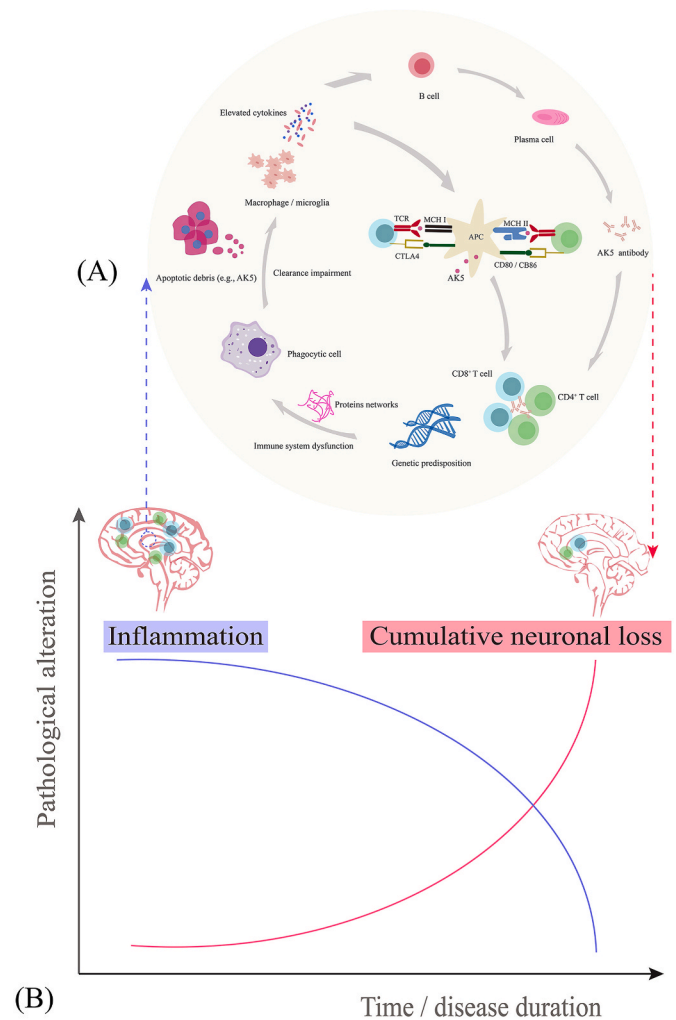 B cell
Elevated cytokines
Plasma cell
Macrophage / microglia
TCR
MCH I
MCH II
APC
CTLA4
CD80 / CB86
AK5 antibody
AK5
(A)
Apoptotic debris (e.g., AK5)
Clearance impairment
Phagocytic cell
CD8⁺ T cell
CD4⁺ T cell
Proteins networks
Immune system dysfunction
Genetic predisposition
Inflammation
Cumulative neuronal loss
Pathological alteration
(B)
Time / disease duration